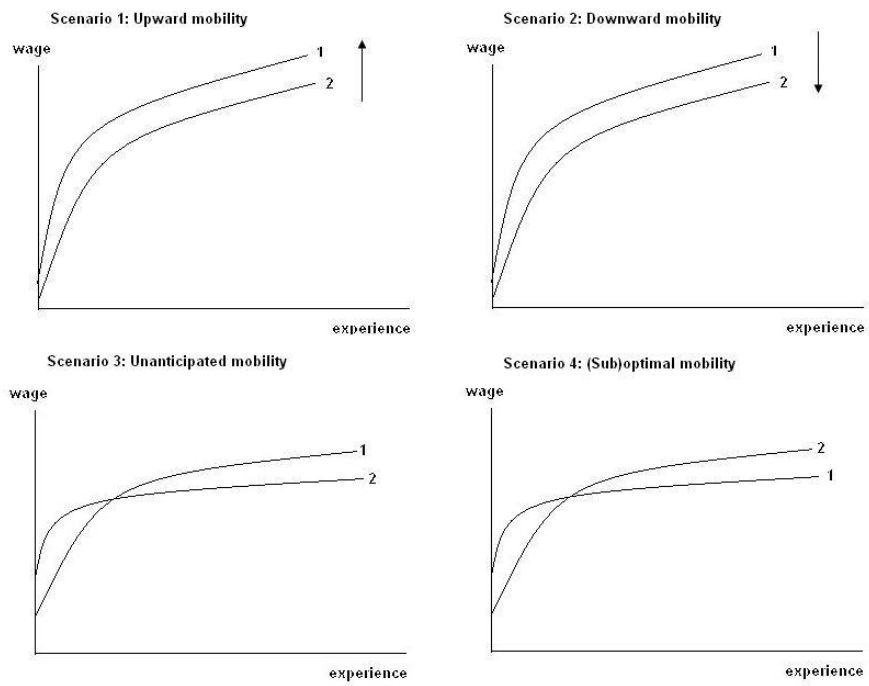 Scenario 1: Upward mobility
wage
1
2
experience
Scenario 2: Downward mobility
wage
1
2
experience
Scenario 3: Unanticipated mobility
wage
1
2
experience
Scenario 4: (Sub)optimal mobility
wage
2
1
experience